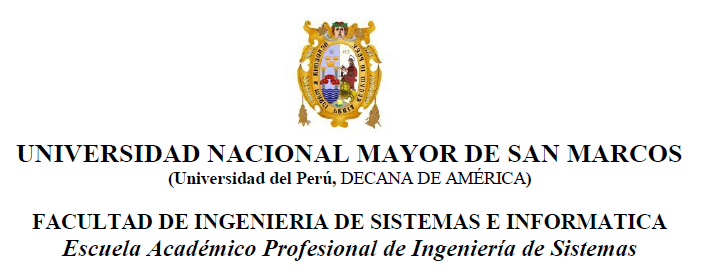 UNIVERSIDAD NACIONAL MAYOR DE SAN MARCOS
(Universidad del Perú, DECANA DE AMÉRICA)
FACULTAD DE INGENIERIA DE SISTEMAS E INFORMATICA
Escuela Académico Profesional de Ingeniería de Sistemas